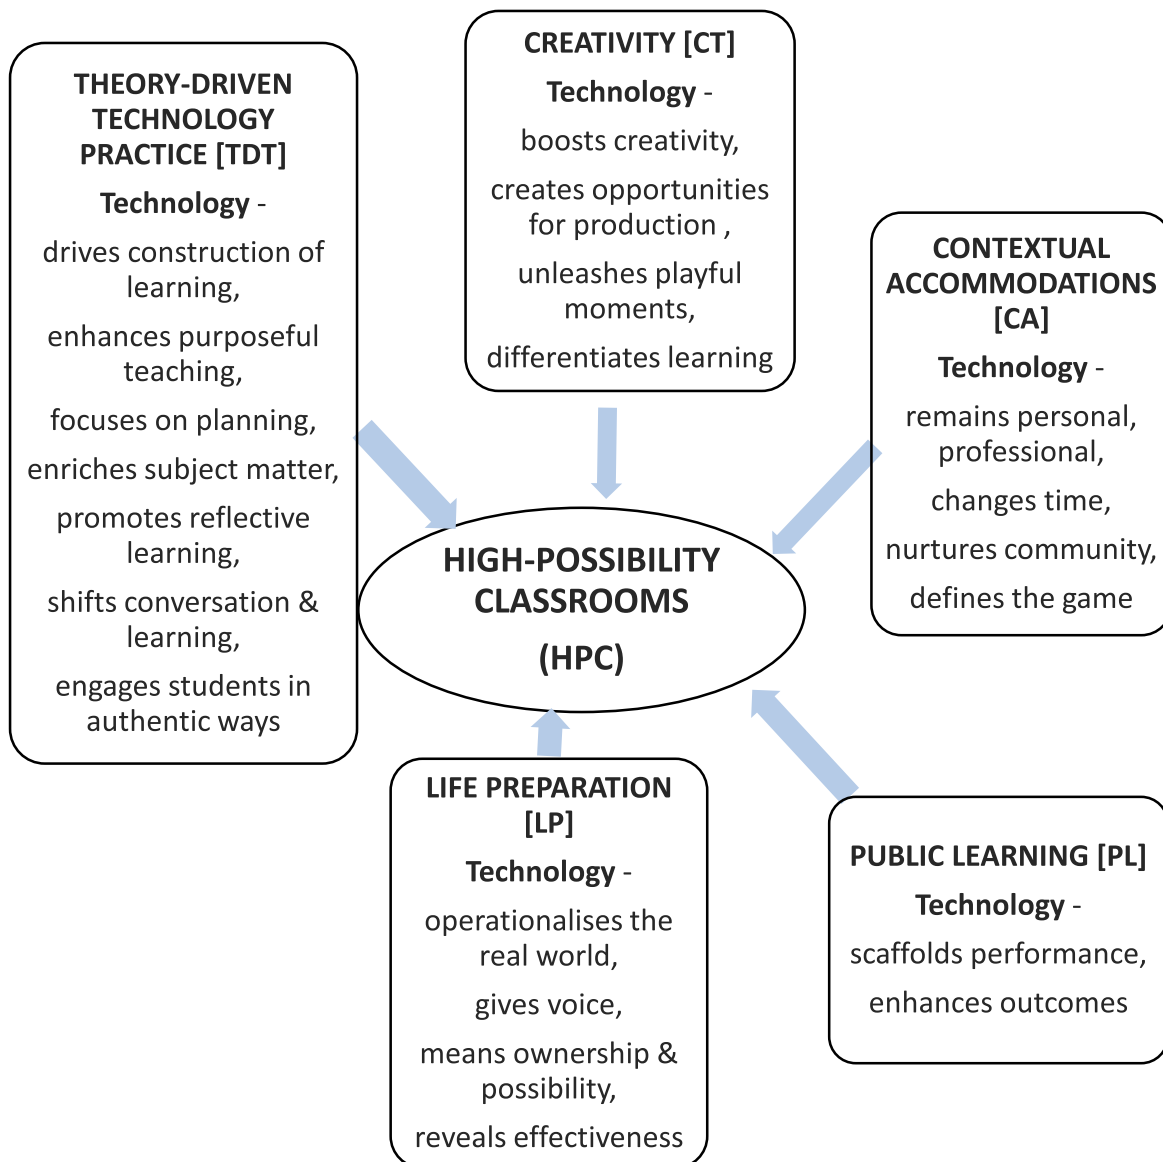 THEORY-DRIVEN
TECHNOLOGY
PRACTICE [TDT]
Technology -
drives construction of
learning,
enhances purposeful
teaching,
focuses on planning,
enriches subject matter,
promotes reflective
learning,
shifts conversation &
learning,
engages students in
authentic ways
CREATIVITY [CT]
Technology -
boosts creativity,
creates opportunities
for production ,
unleashes playful
moments,
differentiates learning
CONTEXTUAL
ACCOMMODATIONS
[CA]
Technology -
remains personal,
professional,
changes time,
nurtures community,
defines the game
HIGH-POSSIBILITY
CLASSROOMS
(HPC)
LIFE PREPARATION
[LP]
Technology -
operationalises the
real world,
gives voice,
means ownership &
possibility,
reveals effectiveness
PUBLIC LEARNING [PL]
Technology -
scaffolds performance,
enhances outcomes